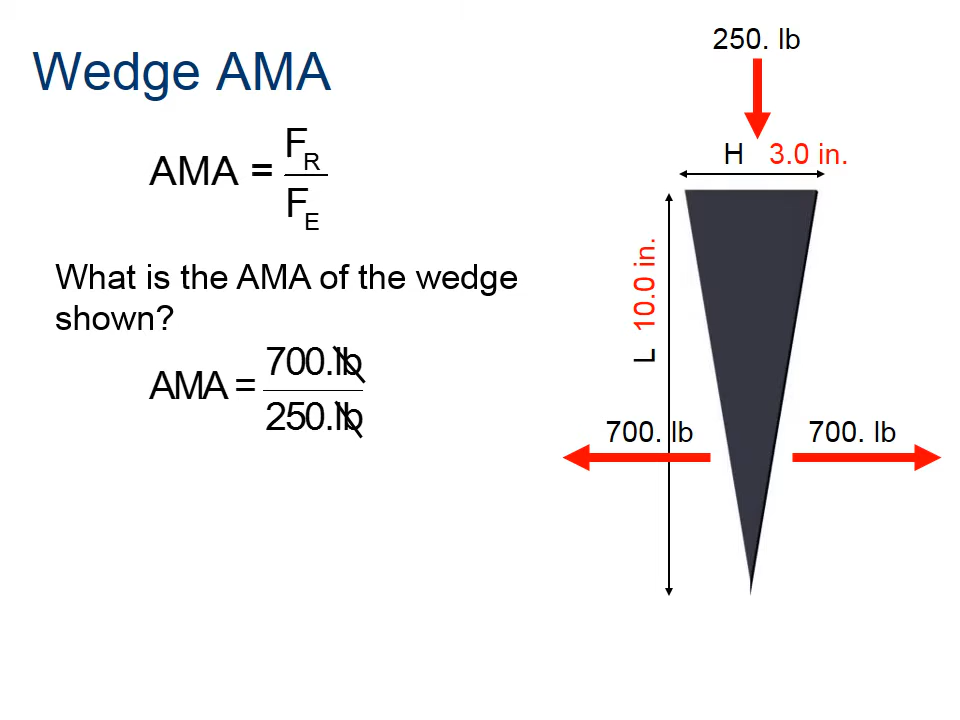 Wedge AMA
AMA = F_R / F_E
What is the AMA of the wedge
shown?
AMA = 700.lb / 250.lb
250. lb
H 3.0 in.
L 10.0 in.
700. lb
700. lb